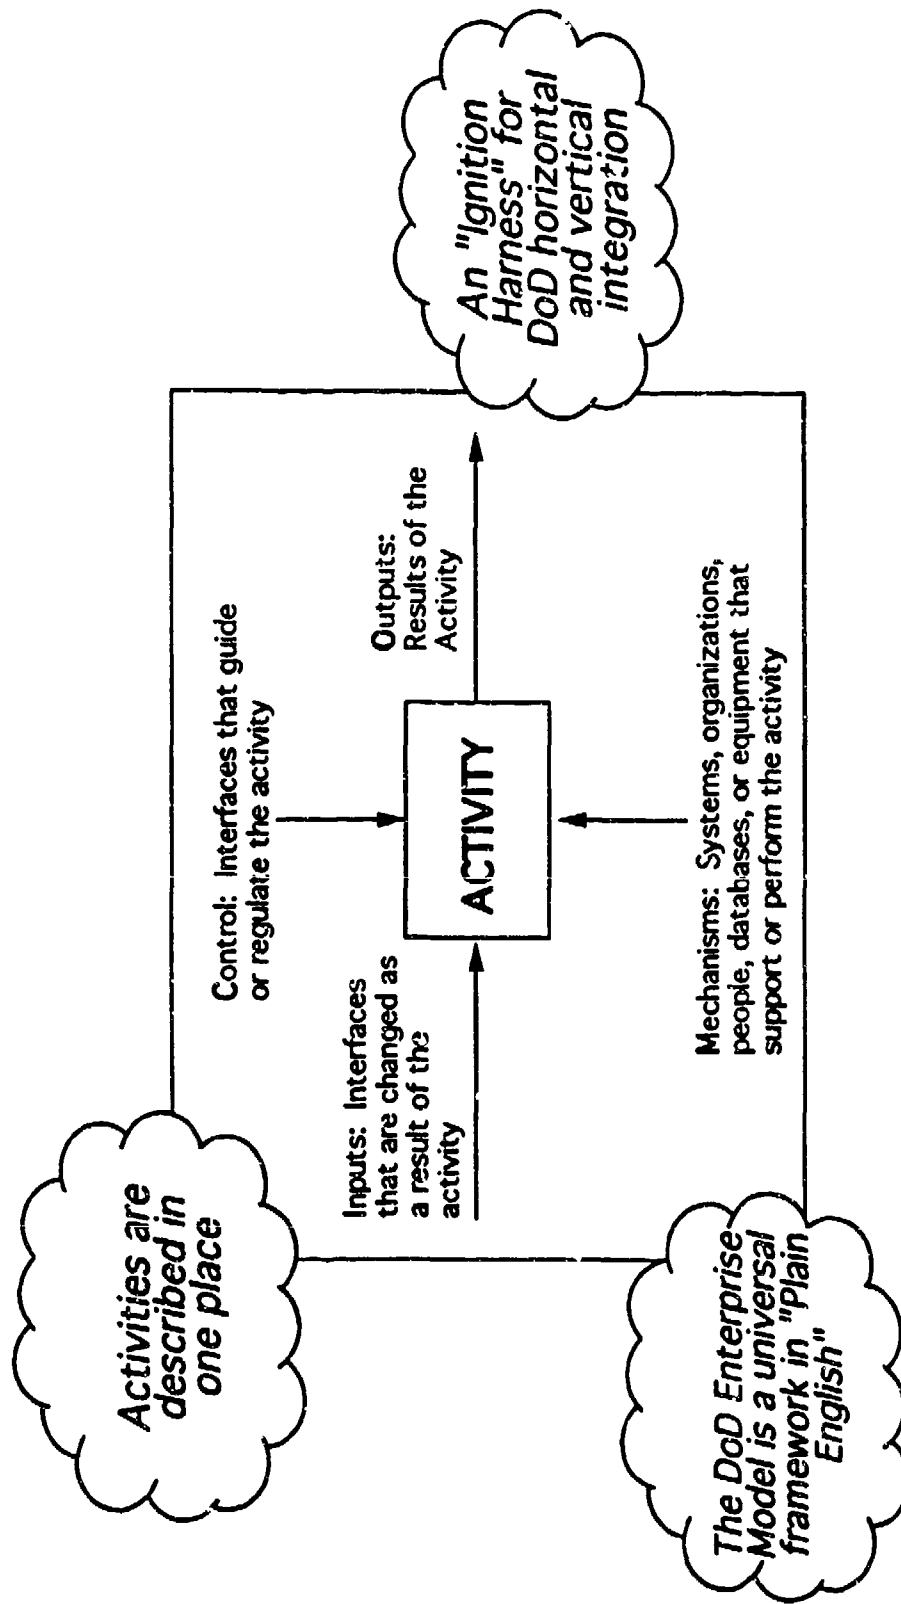 Activities are
described in
one place
Control: Interfaces that guide
or regulate the activity
Inputs: Interfaces
that are changed as
a result of the
activity
ACTIVITY
Outputs:
Results of the
Activity
An "Ignition
Harness" for
DoD horizontal
and vertical
integration
Mechanisms: Systems, organizations,
people, databases, or equipment that
support or perform the activity
The DoD Enterprise
Model is a universal
framework in "Plain
English"